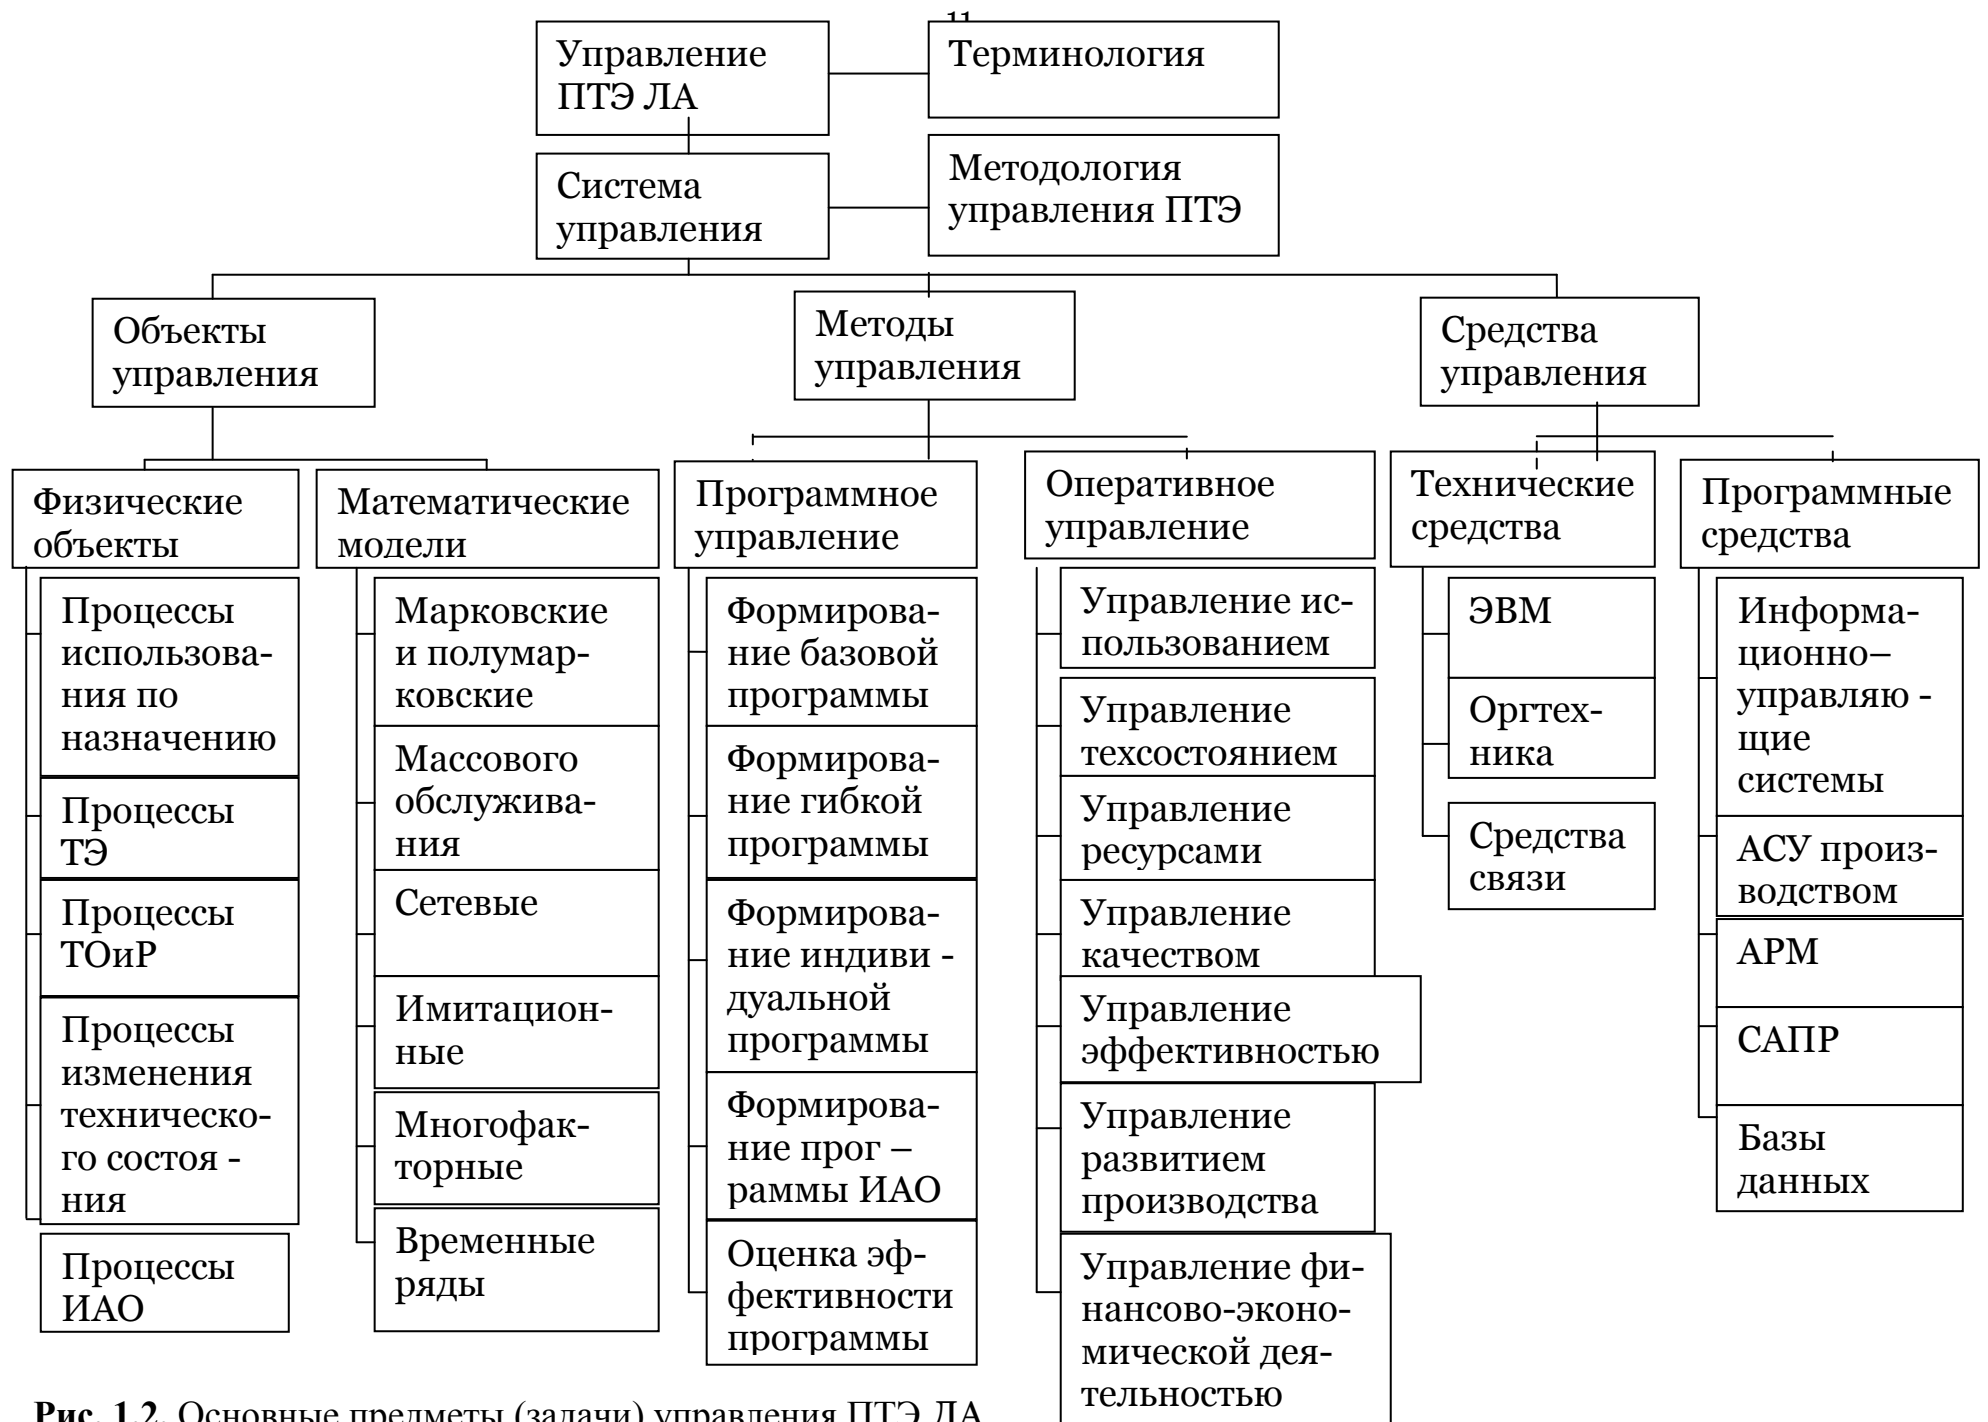 11
Управление
ПТЭ ЛА
Терминология
Система
управления
Методология
управления ПТЭ
Объекты
управления
Методы
управления
Средства
управления
Физические
объекты
Математические
модели
Программное
управление
Оперативное
управление
Технические
средства
Программные
средства
Процессы
использова-
ния по
назначению
Процессы
ТЭ
Процессы
ТОиР
Процессы
изменения
техническо-
го состоя -
ния
Процессы
ИАО
Марковские
и полумар-
ковские
Массового
обслужива-
ния
Сетевые
Имитацион-
ные
Многофак-
торные
Временные
ряды
Формирова-
ние базовой
программы
Формирова-
ние гибкой
программы
Формирова-
ние индиви -
дуальной
программы
Формирова-
ние прог –
раммы ИАО
Оценка эф-
фективности
программы
Управление ис-
пользованием
Управление
техсостоянием
Управление
ресурсами
Управление
качеством
Управление
эффективностью
Управление
развитием
производства
Управление фи-
нансово-эконо-
мической дея-
тельностью
ЭВМ
Оргтех-
ника
Средства
связи
Информа-
ционно–
управляю -
щие
системы
АСУ произ-
водством
АРМ
САПР
Базы
данных
Рис. 1.2. Основные предметы (задачи) управления ПТЭ ЛА